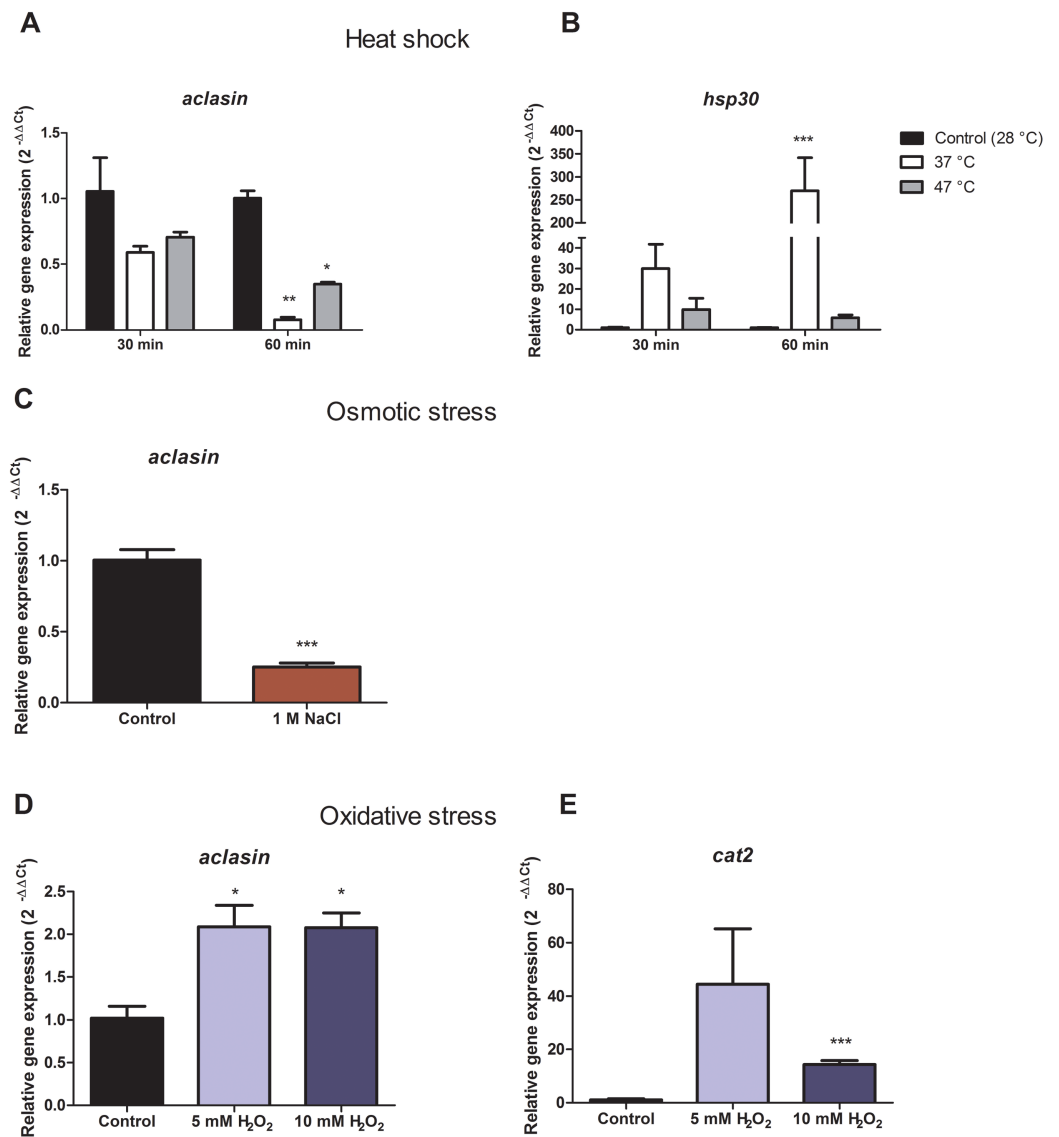 A
Heat shock
B
aclasin
hsp30
Relative gene expression (2 -ΔΔCt)
1.5
1.0
0.5
0.0
** 
*
30 min
60 min
Relative gene expression (2 -ΔΔCt)
400
350
300
250
200
40
30
20
10
0
***
30 min
60 min
Control (28 °C)
37 °C
47 °C
C
Osmotic stress
aclasin
Relative gene expression (2 -ΔΔCt)
1.5
1.0
0.5
0.0
***
Control
1 M NaCl
D
Oxidative stress
E
aclasin
cat2
Relative gene expression (2 -ΔΔCt)
2.5
2.0
1.5
1.0
0.5
0.0
*
*
Control
5 mM H₂O₂
10 mM H₂O₂
Relative gene expression (2 -ΔΔCt)
80
60
40
20
0
***
Control
5 mM H₂O₂
10 mM H₂O₂